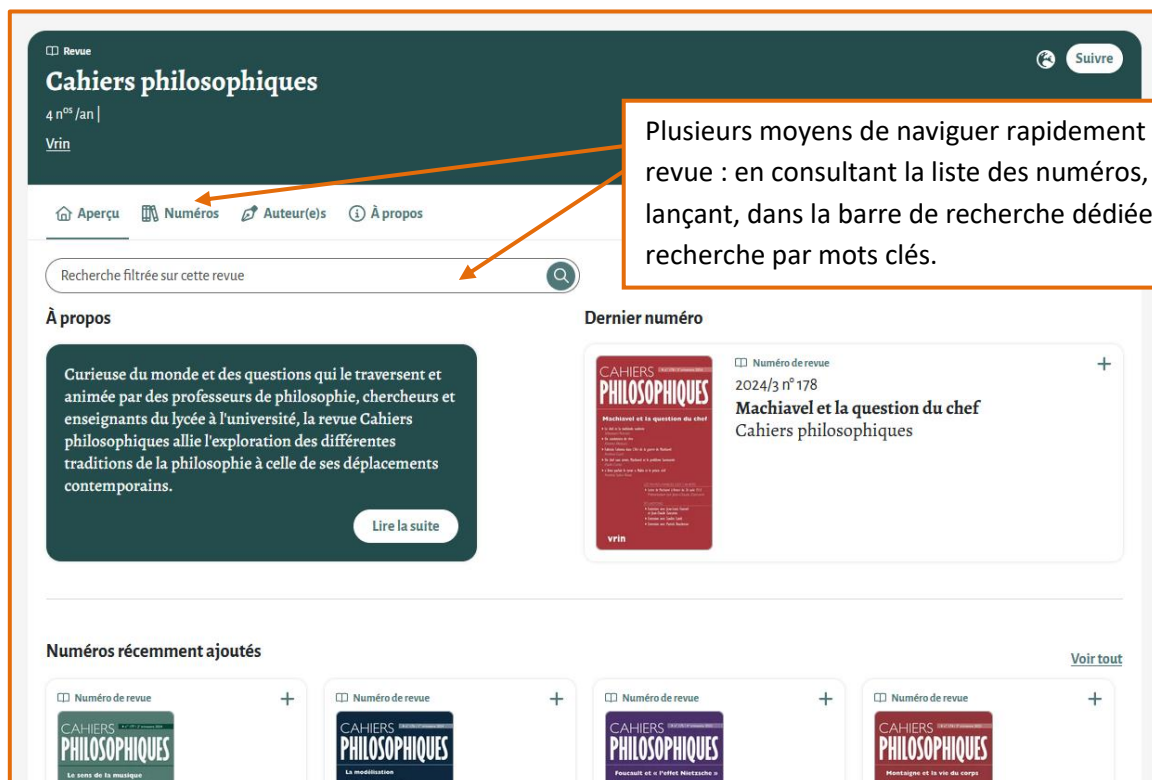 Revue
Cahiers philosophiques
Suivre
4 nos /an |
Vrin
Plusieurs moyens de naviguer rapidement
revue : en consultant la liste des numéros,
lançant, dans la barre de recherche dédiée
recherche par mots clés.
Aperçu
Numéros
Auteur(e)s
À propos
Recherche filtrée sur cette revue
À propos
Dernier numéro
Curieuse du monde et des questions qui le traversent et
animée par des professeurs de philosophie, chercheurs et
enseignants du lycée à l'université, la revue Cahiers
philosophiques allie l'exploration des différentes
traditions de la philosophie à celle de ses déplacements
contemporains.
Lire la suite
CAHIERS
PHILOSOPHIQUES
Machiavel et la question du chef
vrin
Numéro de revue
2024/3 n° 178
Machiavel et la question du chef
Cahiers philosophiques
Numéros récemment ajoutés
Voir tout
Numéro de revue
CAHIERS
PHILOSOPHIQUES
Le sens de la musique
Numéro de revue
CAHIERS
PHILOSOPHIQUES
La modélisation
Numéro de revue
CAHIERS
PHILOSOPHIQUES
Foucault et « l'effet Nietzsche »
Numéro de revue
CAHIERS
PHILOSOPHIQUES
Montaigne et la vie du corps